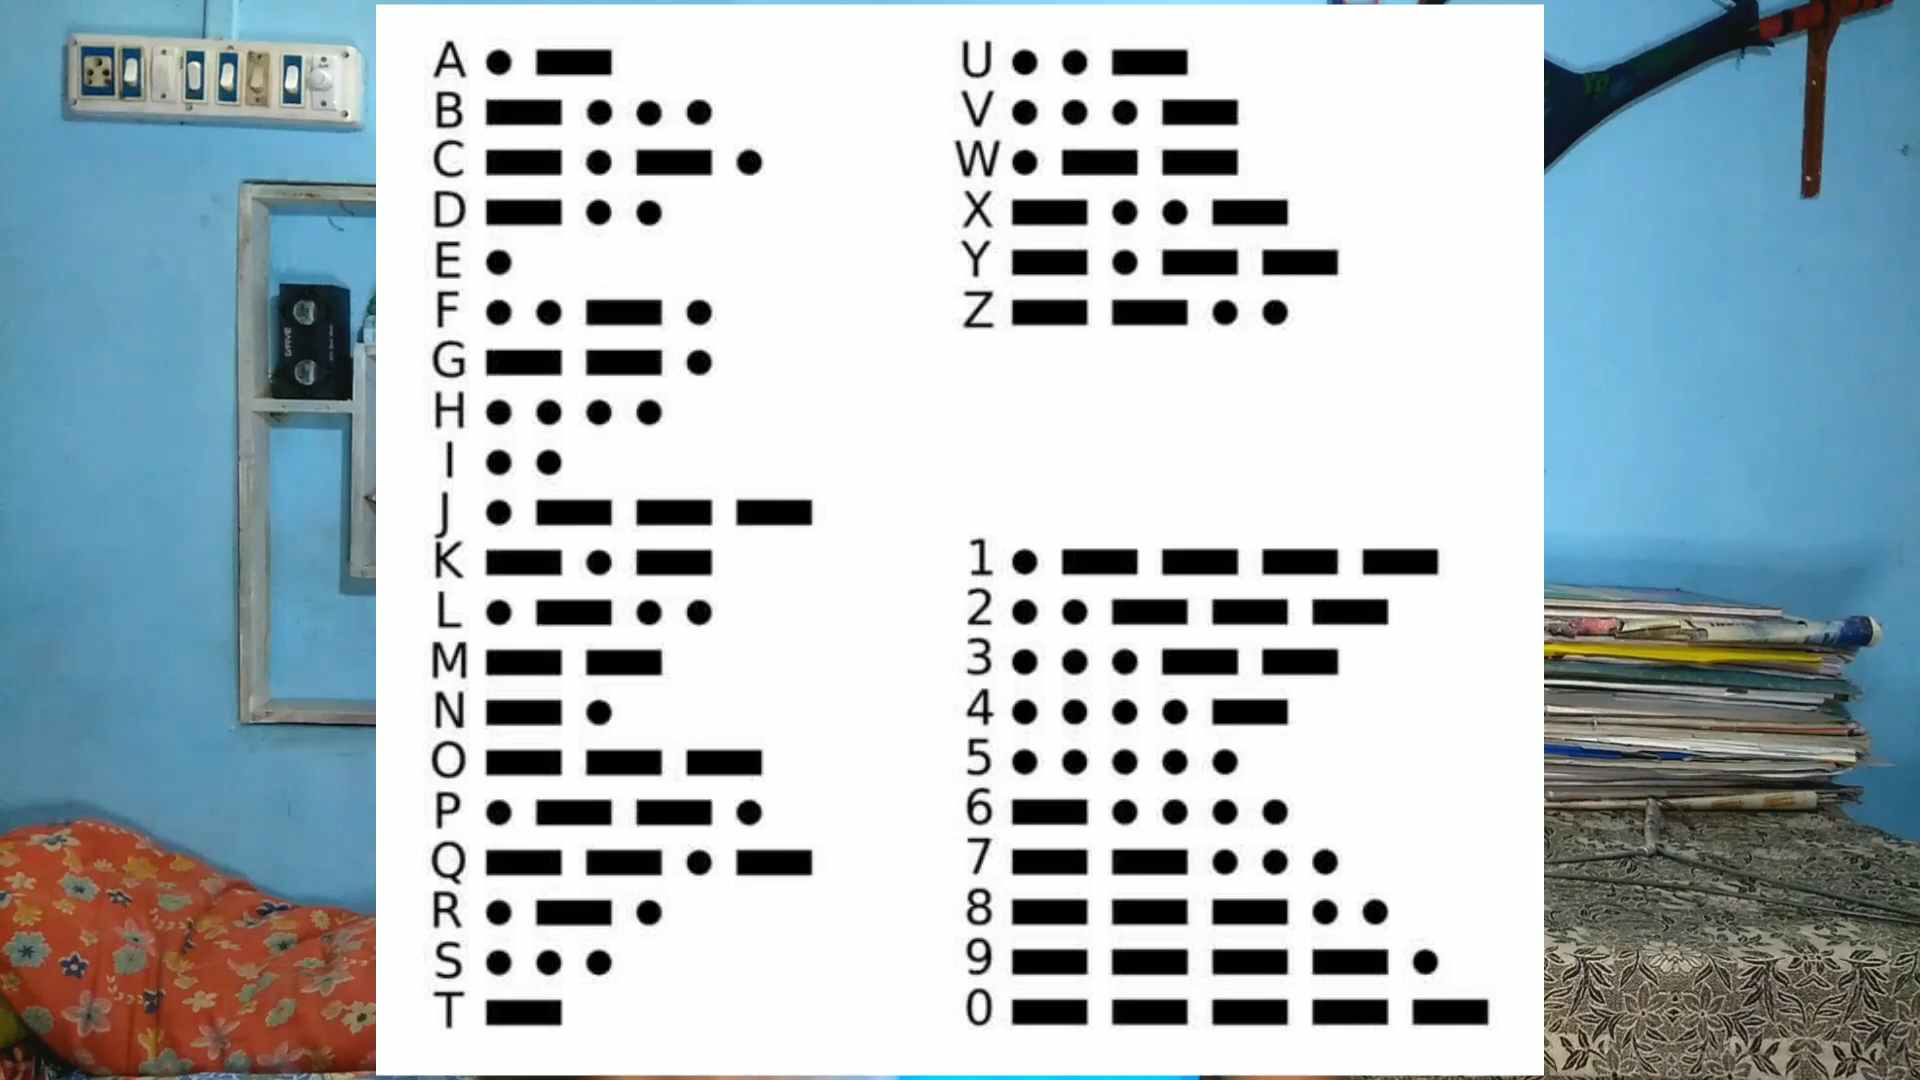 A ● ▬
B ▬ ● ● ●
C ▬ ● ▬ ●
D ▬ ● ●
E ●
F ● ● ▬ ●
G ▬ ▬ ●
H ● ● ● ●
I ● ●
J ● ▬ ▬ ▬
K ▬ ● ▬
L ● ▬ ● ●
M ▬ ▬
N ▬ ●
O ▬ ▬ ▬
P ● ▬ ▬ ●
Q ▬ ▬ ● ▬
R ● ▬ ●
S ● ● ●
T ▬
U ● ● ▬
V ● ● ● ▬
W ● ▬ ▬
X ▬ ● ● ▬
Y ▬ ● ▬ ▬
Z ▬ ▬ ● ●
1 ● ▬ ▬ ▬ ▬
2 ● ● ▬ ▬ ▬
3 ● ● ● ▬ ▬
4 ● ● ● ● ▬
5 ● ● ● ● ●
6 ▬ ● ● ● ●
7 ▬ ▬ ● ● ●
8 ▬ ▬ ▬ ● ●
9 ▬ ▬ ▬ ▬ ●
0 ▬ ▬ ▬ ▬ ▬